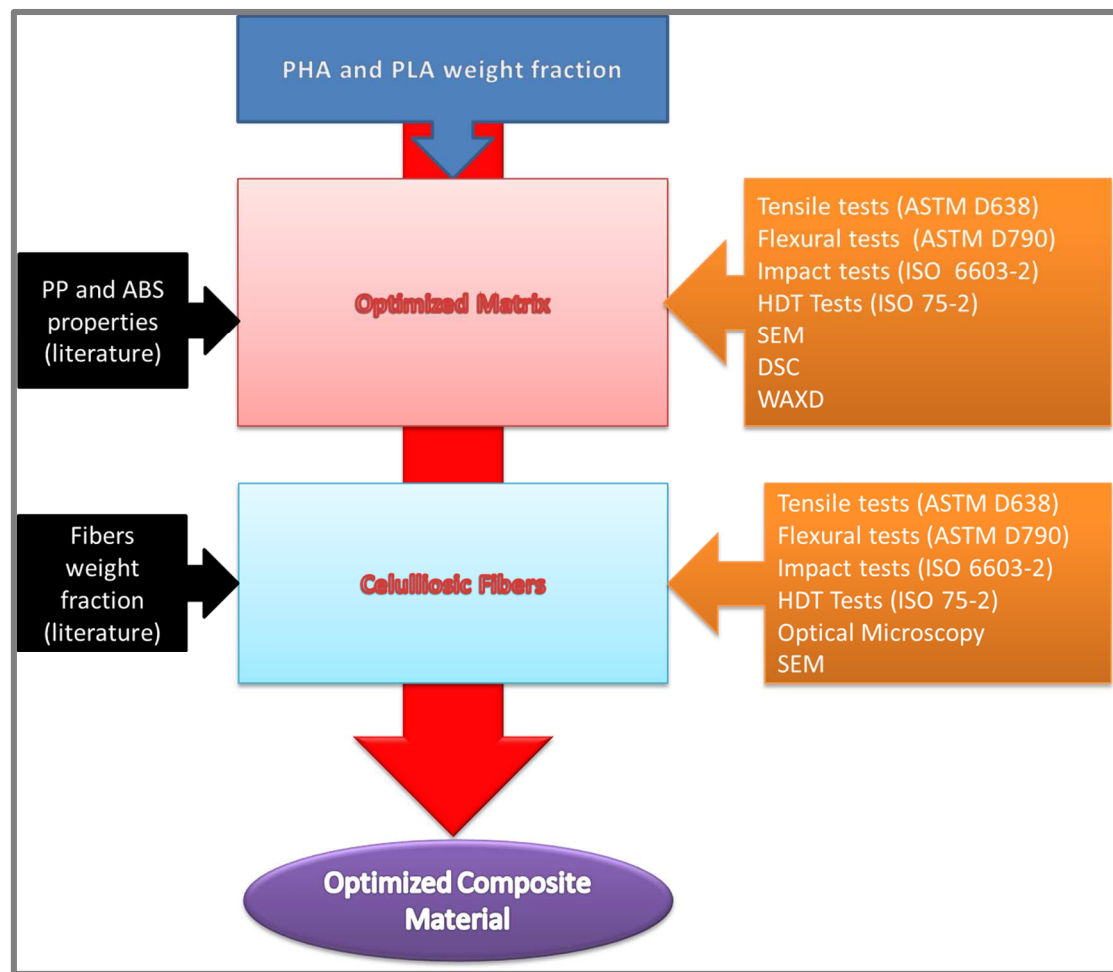 PHA and PLA weight fraction
PP and ABS
properties
(literature)
Optimized Matrix
Tensile tests (ASTM D638)
Flexural tests  (ASTM D790)
Impact tests (ISO  6603-2)
HDT Tests (ISO 75-2)
SEM
DSC
WAXD
Fibers
weight
fraction
(literature)
Celulliosic Fibers
Tensile tests (ASTM D638)
Flexural tests (ASTM D790)
Impact tests (ISO 6603-2)
HDT Tests (ISO 75-2)
Optical Microscopy
SEM
Optimized Composite
Material